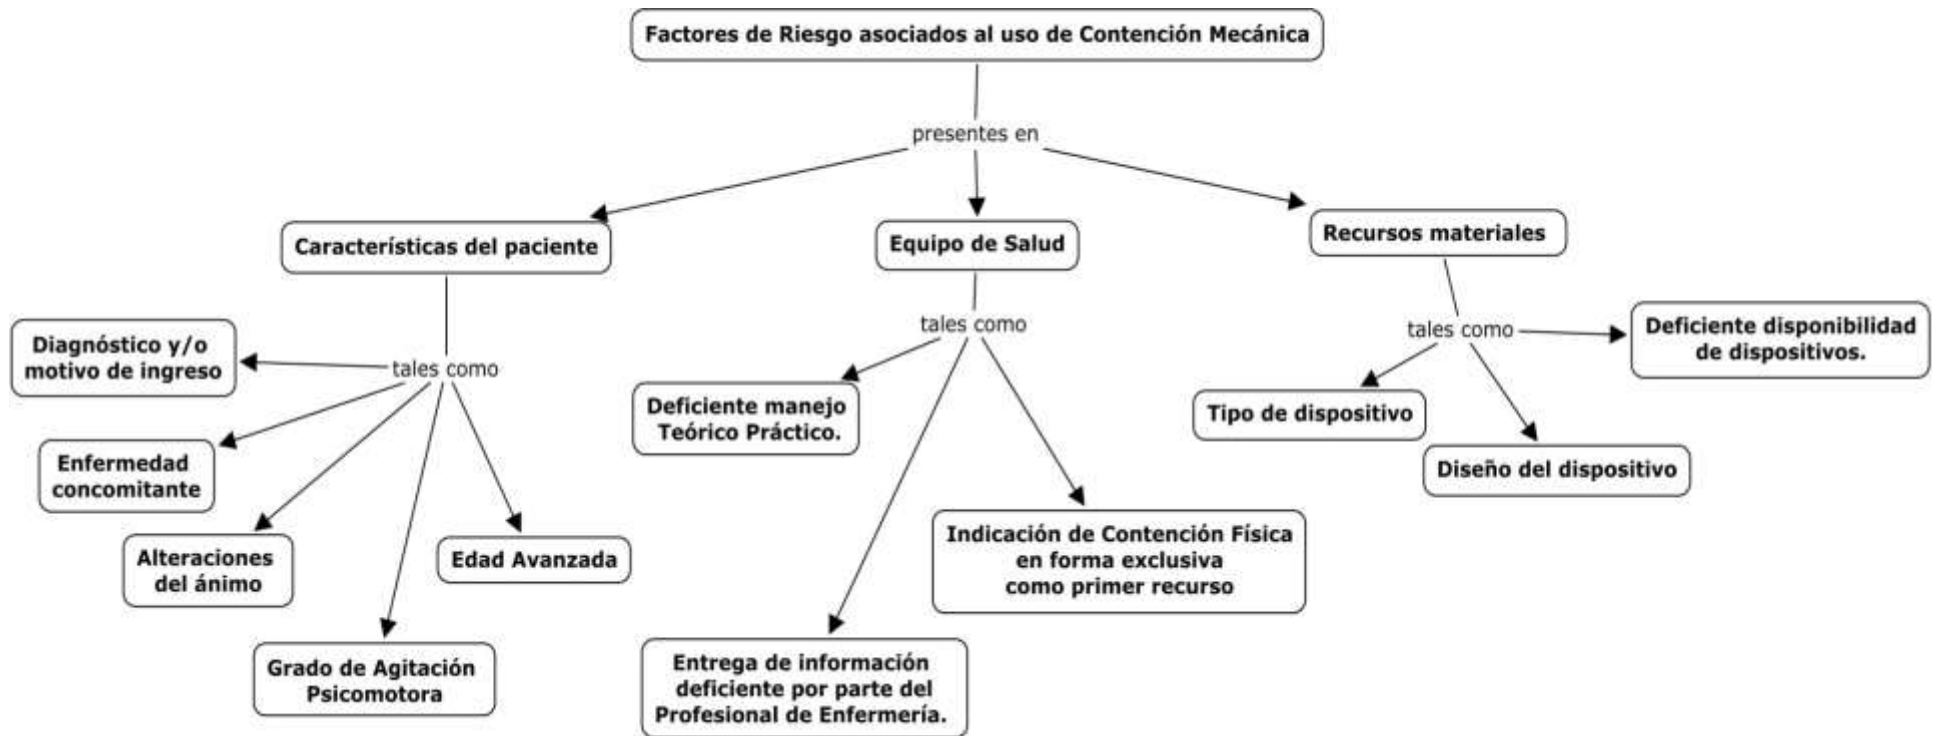 Factores de Riesgo asociados al uso de Contención Mecánica
presentes en
Características del paciente
tales como
Diagnóstico y/o
motivo de ingreso
Enfermedad
concomitante
Alteraciones
del ánimo
Grado de Agitación
Psicomotora
Edad Avanzada
Equipo de Salud
tales como
Deficiente manejo
Teórico Práctico.
Entrega de información
deficiente por parte del
Profesional de Enfermería.
Indicación de Contención Física
en forma exclusiva
como primer recurso
Recursos materiales
tales como
Tipo de dispositivo
Diseño del dispositivo
Deficiente disponibilidad
de dispositivos.